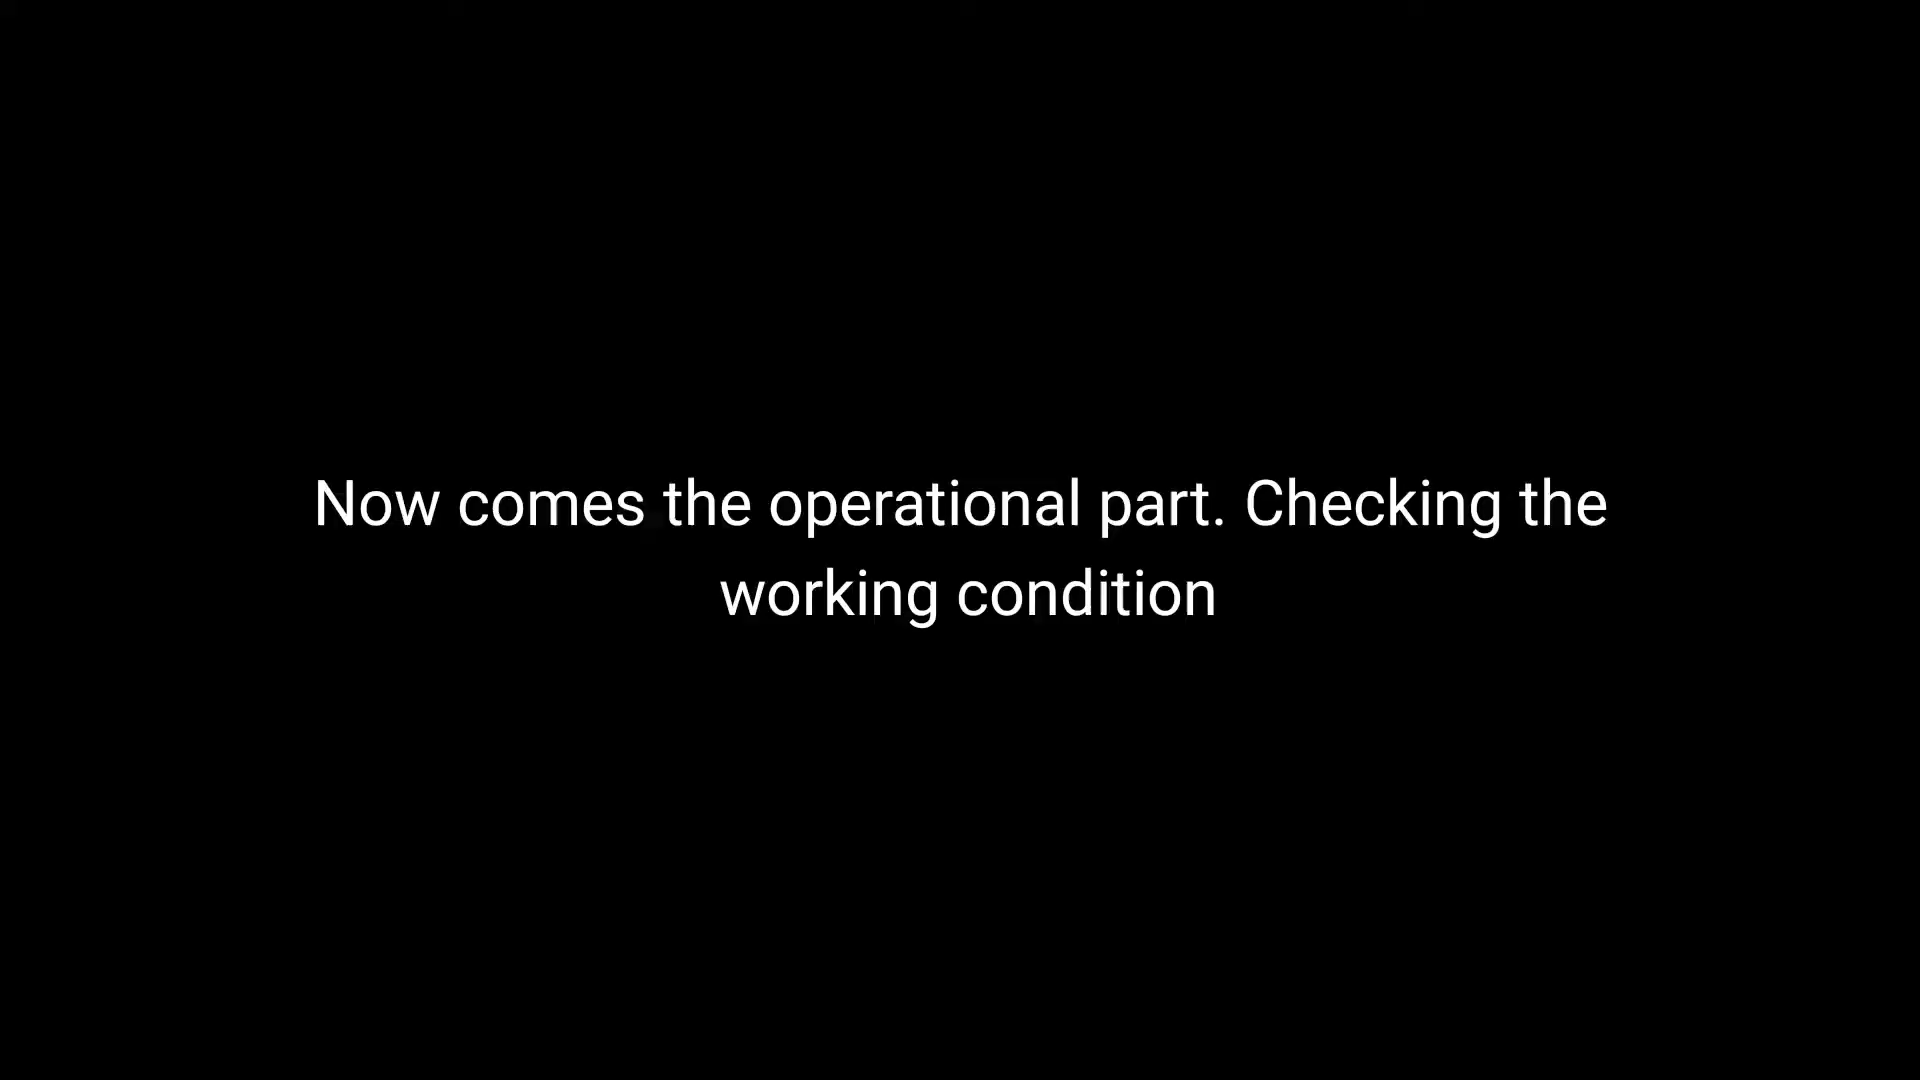 Now comes the operational part. Checking the
working condition